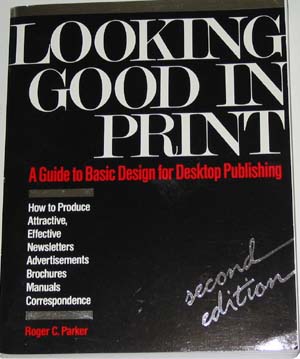 LOOKING
GOOD IN
PRINT
A Guide to Basic Design for Desktop Publishing
How to Produce
Attractive,
Effective
Newsletters
Advertisements
Brochures
Manuals
Correspondence
second
edition
Roger C. Parker